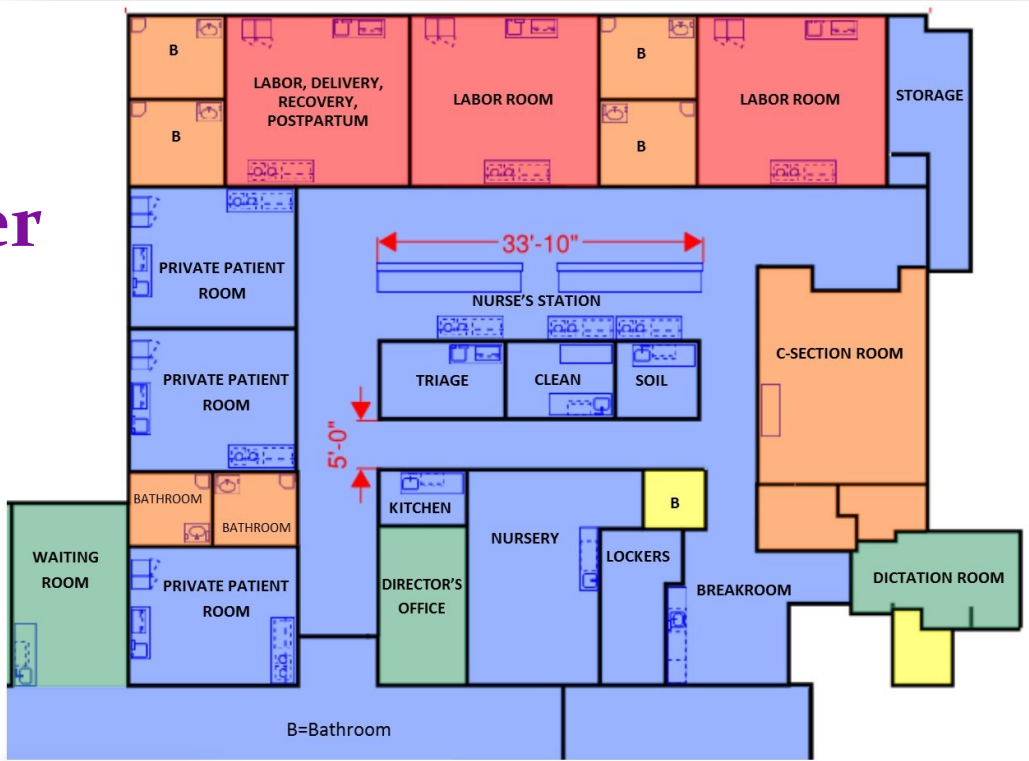 er
B
B
LABOR, DELIVERY,
RECOVERY,
POSTPARTUM
LABOR ROOM
B
B
LABOR ROOM
STORAGE
PRIVATE PATIENT
ROOM
33'-10"
NURSE'S STATION
C-SECTION ROOM
PRIVATE PATIENT
ROOM
TRIAGE
CLEAN
SOIL
5'-0"
BATHROOM
BATHROOM
KITCHEN
B
WAITING
ROOM
PRIVATE PATIENT
ROOM
DIRECTOR'S
OFFICE
NURSERY
LOCKERS
BREAKROOM
DICTATION ROOM
B=Bathroom